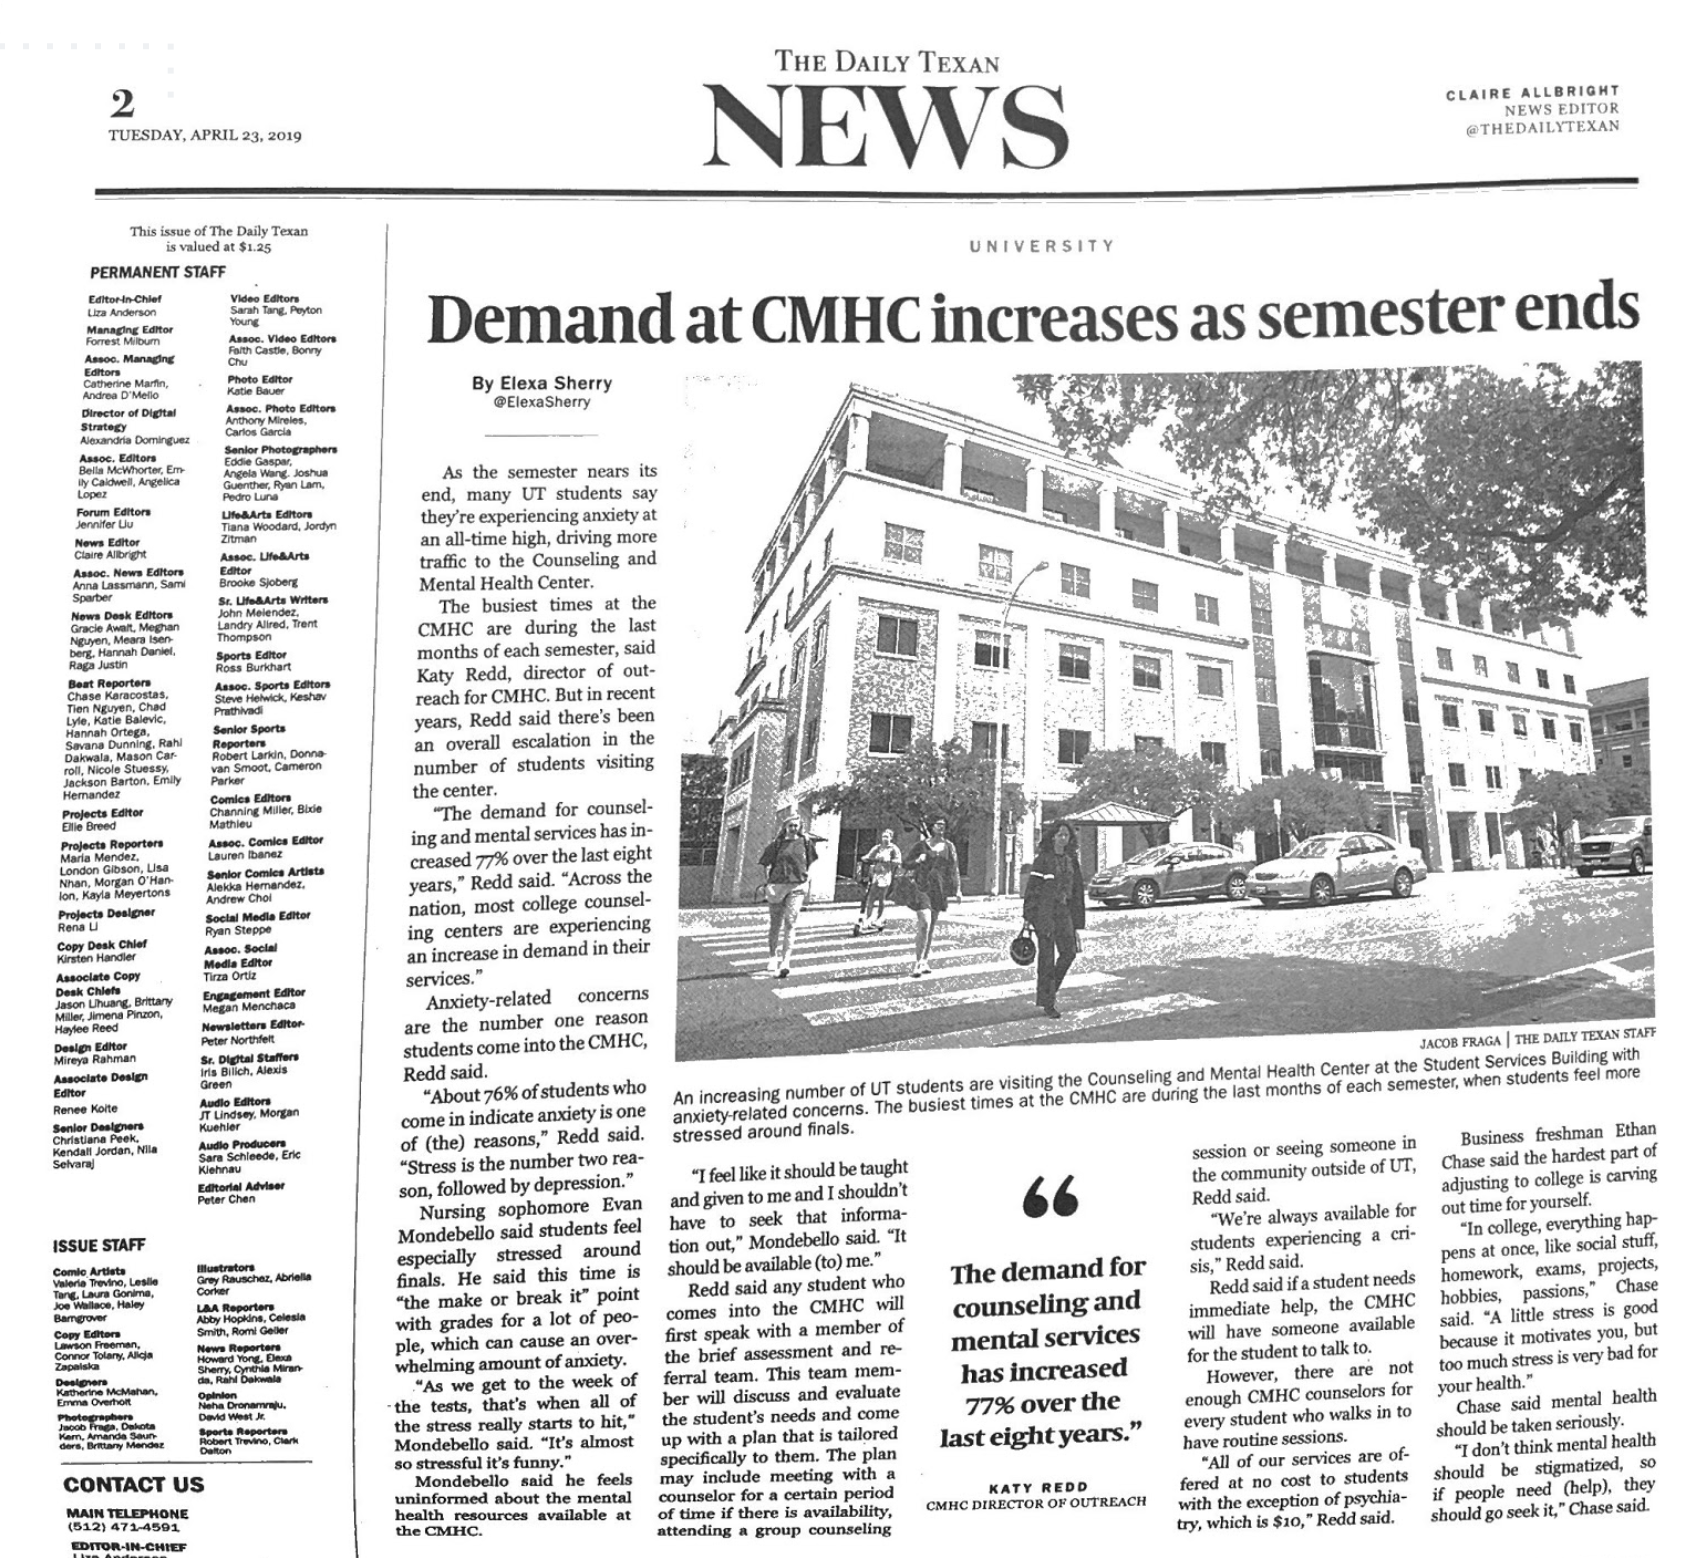 2
TUESDAY, APRIL 23, 2019
THE DAILY TEXAN
NEWS
CLAIRE ALLBRIGHT
NEWS EDITOR
@THEDAILYTEXAN
This issue of The Daily Texan
is valued at $1.25
PERMANENT STAFF
Editor-in-Chief
Liza Anderson
Managing Editor
Forrest Milburn
Assoc. Managing
Editors
Catherine Marfin,
Andrea D'Mello
Director of Digital
Strategy
Alexandria Dominguez
Assoc. Editors
Bella McWhorter, Em-
ily Caldwell, Angelica
Lopez
Forum Editors
Jennifer Liu
News Editor
Claire Allbright
Assoc. News Editors
Anna Lassmann, Sami
Sparber
News Desk Editors
Gracie Awalt, Meghan
Nguyen, Meara Isen-
berg, Hannah Daniel,
Raga Justin
Beat Reporters
Chase Karacostas,
Tien Nguyen, Chad
Lyle, Katie Balevic,
Hannah Ortega,
Savana Dunning, Rahi
Dakwala, Mason Car-
roll, Nicole Stuessy,
Jackson Barton, Emily
Hernandez
Projects Editor
Ellie Breed
Projects Reporters
Maria Mendez,
London Gibson, Lisa
Nhan, Morgan O'Han-
lon, Kayla Meyertons
Projects Designer
Rena Li
Copy Desk Chief
Kirsten Handler
Associate Copy
Desk Chiefs
Jason Lihuang, Brittany
Miller, Jimena Pinzon,
Haylee Reed
Design Editor
Mireya Rahman
Associate Design
Editor
Renee Koite
Senior Designers
Christiana Peek,
Kendall Jordan, Nila
Selvaraj
Video Editors
Sarah Tang, Peyton
Young
Assoc. Video Editors
Faith Castle, Bonny
Chu
Photo Editor
Katie Bauer
Assoc. Photo Editors
Anthony Mireles,
Carlos Garcia
Senior Photographers
Eddie Gaspar,
Angela Wang, Joshua
Guenther, Ryan Lam,
Pedro Luna
Life&Arts Editors
Tiana Woodard, Jordyn
Zitman
Assoc. Life&Arts
Editor
Brooke Sjoberg
Sr. Life&Arts Writers
John Melendez,
Landry Allred, Trent
Thompson
Sports Editor
Ross Burkhart
Assoc. Sports Editors
Steve Helwick, Keshav
Prathivadi
Senior Sports
Reporters
Robert Larkin, Donna-
van Smoot, Cameron
Parker
Comics Editors
Channing Miller, Bixie
Mathieu
Assoc. Comics Editor
Lauren Ibanez
Senior Comics Artists
Alekka Hernandez,
Andrew Choi
Social Media Editor
Ryan Steppe
Assoc. Social
Media Editor
Tirza Ortiz
Engagement Editor
Megan Menchaca
Newsletters Editor
Peter Northfelt
Sr. Digital Staffers
Iris Bilich, Alexis
Green
Audio Editors
JT Lindsey, Morgan
Kuehler
Audio Producers
Sara Schleede, Eric
Klehnau
Editorial Adviser
Peter Chen
ISSUE STAFF
Comic Artists
Valeria Trevino, Leslie
Tang, Laura Gonima,
Joe Wallace, Haley
Barngrover
Copy Editors
Lawson Freeman,
Connor Tolany, Alicja
Zapalska
Designers
Katherine McMahan,
Emma Overholt
Photographers
Jacob Fraga, Dakota
Kern, Amanda Saun-
ders, Brittany Mendez
Illustrators
Grey Rauschez, Abriella
Corker
L&A Reporters
Abby Hopkins, Celesia
Smith, Romi Geller
News Reporters
Howard Yong, Elexa
Sherry, Cynthia Miran-
da, Rahi Dakwala
Opinion
Neha Dronamraju,
David West Jr.
Sports Reporters
Robert Trevino, Clark
Dalton
CONTACT US
MAIN TELEPHONE
(512) 471-4591
EDITOR-IN-CHIEF
Liza Anderson
UNIVERSITY
Demand at CMHC increases as semester ends
By Elexa Sherry
@ElexaSherry
As the semester nears its
end, many UT students say
they're experiencing anxiety at
an all-time high, driving more
traffic to the Counseling and
Mental Health Center.
The busiest times at the
CMHC are during the last
months of each semester, said
Katy Redd, director of out-
reach for CMHC. But in recent
years, Redd said there's been
an overall escalation in the
number of students visiting
the center.
"The demand for counsel-
ing and mental services has in-
creased 77% over the last eight
years," Redd said. "Across the
nation, most college counsel-
ing centers are experiencing
an increase in demand in their
services."
Anxiety-related concerns
are the number one reason
students come into the CMHC,
Redd said.
"About 76% of students who
come in indicate anxiety is one
of (the) reasons," Redd said.
"Stress is the number two rea-
son, followed by depression."
Nursing sophomore Evan
Mondebello said students feel
especially stressed around
finals. He said this time is
"the make or break it" point
with grades for a lot of peo-
ple, which can cause an over-
whelming amount of anxiety.
"As we get to the week of
the tests, that's when all of
the stress really starts to hit,"
Mondebello said. "It's almost
so stressful it's funny."
Mondebello said he feels
uninformed about the mental
health resources available at
the CMHC.
JACOB FRAGA | THE DAILY TEXAN STAFF
An increasing number of UT students are visiting the Counseling and Mental Health Center at the Student Services Building with
anxiety-related concerns. The busiest times at the CMHC are during the last months of each semester, when students feel more
stressed around finals.
"I feel like it should be taught
and given to me and I shouldn't
have to seek that informa-
tion out," Mondebello said. "It
should be available (to) me."
Redd said any student who
comes into the CMHC will
first speak with a member of
the brief assessment and re-
ferral team. This team mem-
ber will discuss and evaluate
the student's needs and come
up with a plan that is tailored
specifically to them. The plan
may include meeting with a
counselor for a certain period
of time if there is availability,
attending a group counseling
“
The demand for
counseling and
mental services
has increased
77% over the
last eight years."
KATY REDD
CMHC DIRECTOR OF OUTREACH
session or seeing someone in
the community outside of UT,
Redd said.
"We're always available for
students experiencing a cri-
sis," Redd said.
Redd said if a student needs
immediate help, the CMHC
will have someone available
for the student to talk to.
However, there are not
enough CMHC counselors for
every student who walks in to
have routine sessions.
"All of our services are of-
fered at no cost to students
with the exception of psychia-
try, which is $10," Redd said.
Business freshman Ethan
Chase said the hardest part of
adjusting to college is carving
out time for yourself.
"In college, everything hap-
pens at once, like social stuff,
homework, exams, projects,
hobbies, passions," Chase
said. "A little stress is good
because it motivates you, but
too much stress is very bad for
your health."
Chase said mental health
should be taken seriously.
"I don't think mental health
should be stigmatized, so
if people need (help), they
should go seek it," Chase said.